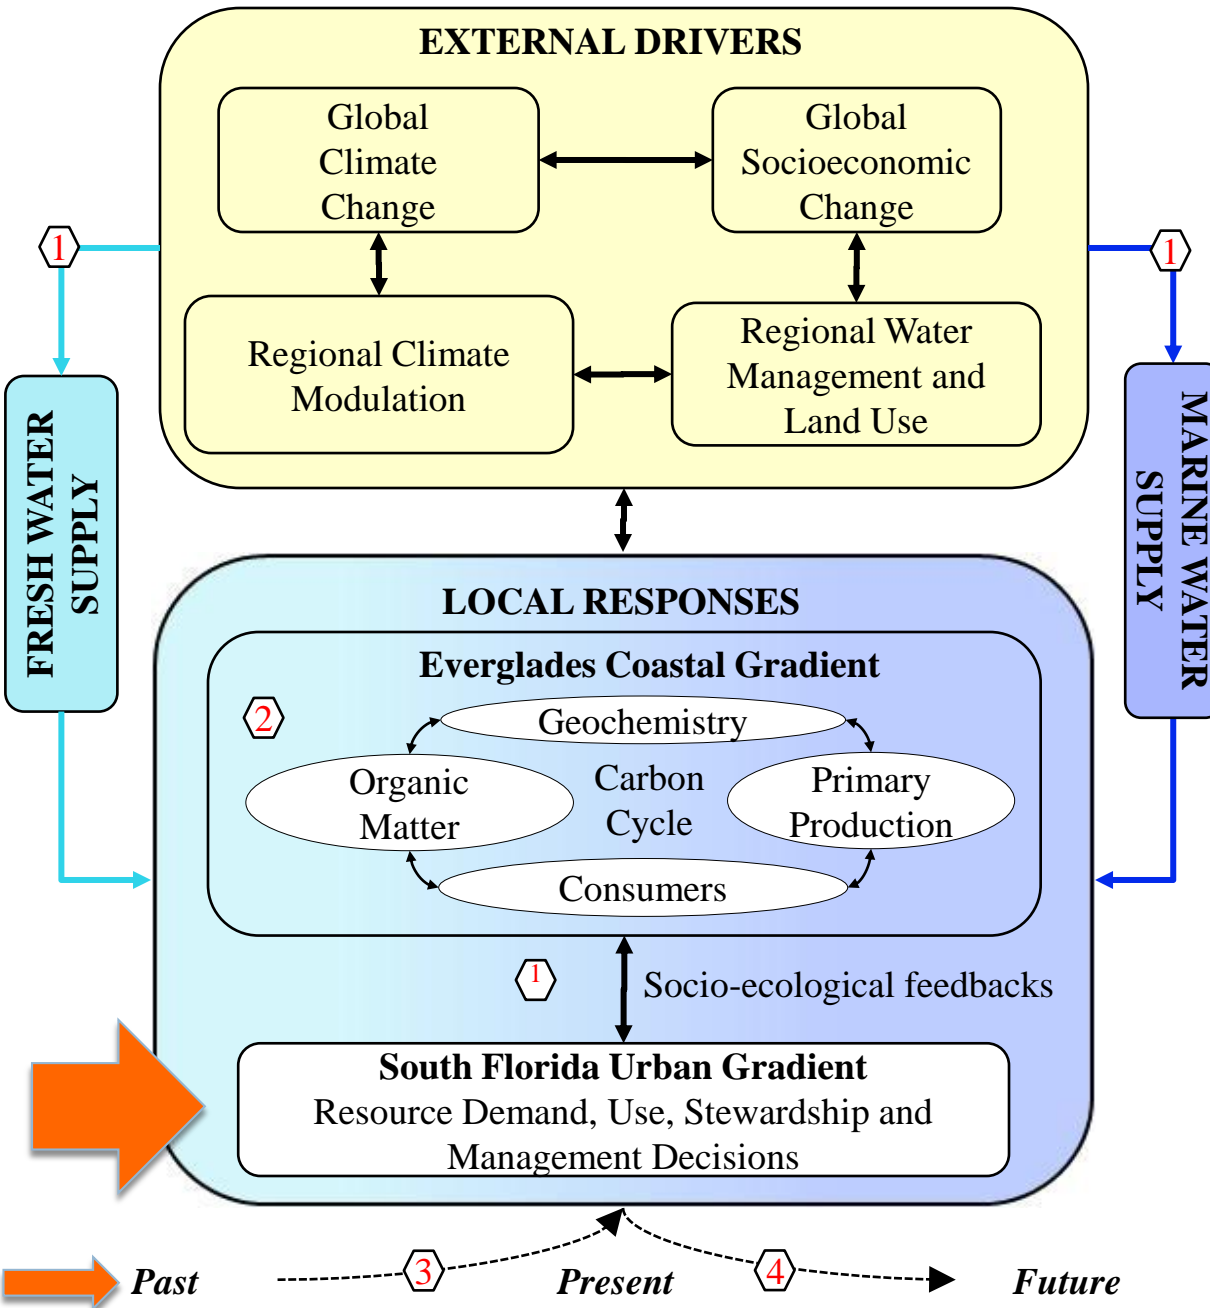 EXTERNAL DRIVERS
Global
Climate
Change
Global
Socioeconomic
Change
1
1
Regional Climate
Modulation
Regional Water
Management and
Land Use
FRESH WATER
SUPPLY
MARINE WATER
SUPPLY
LOCAL RESPONSES
Everglades Coastal Gradient
2
Geochemistry
Organic
Matter
Carbon
Cycle
Primary
Production
Consumers
1
Socio-ecological feedbacks
South Florida Urban Gradient
Resource Demand, Use, Stewardship and
Management Decisions
Past
3
Present
4
Future